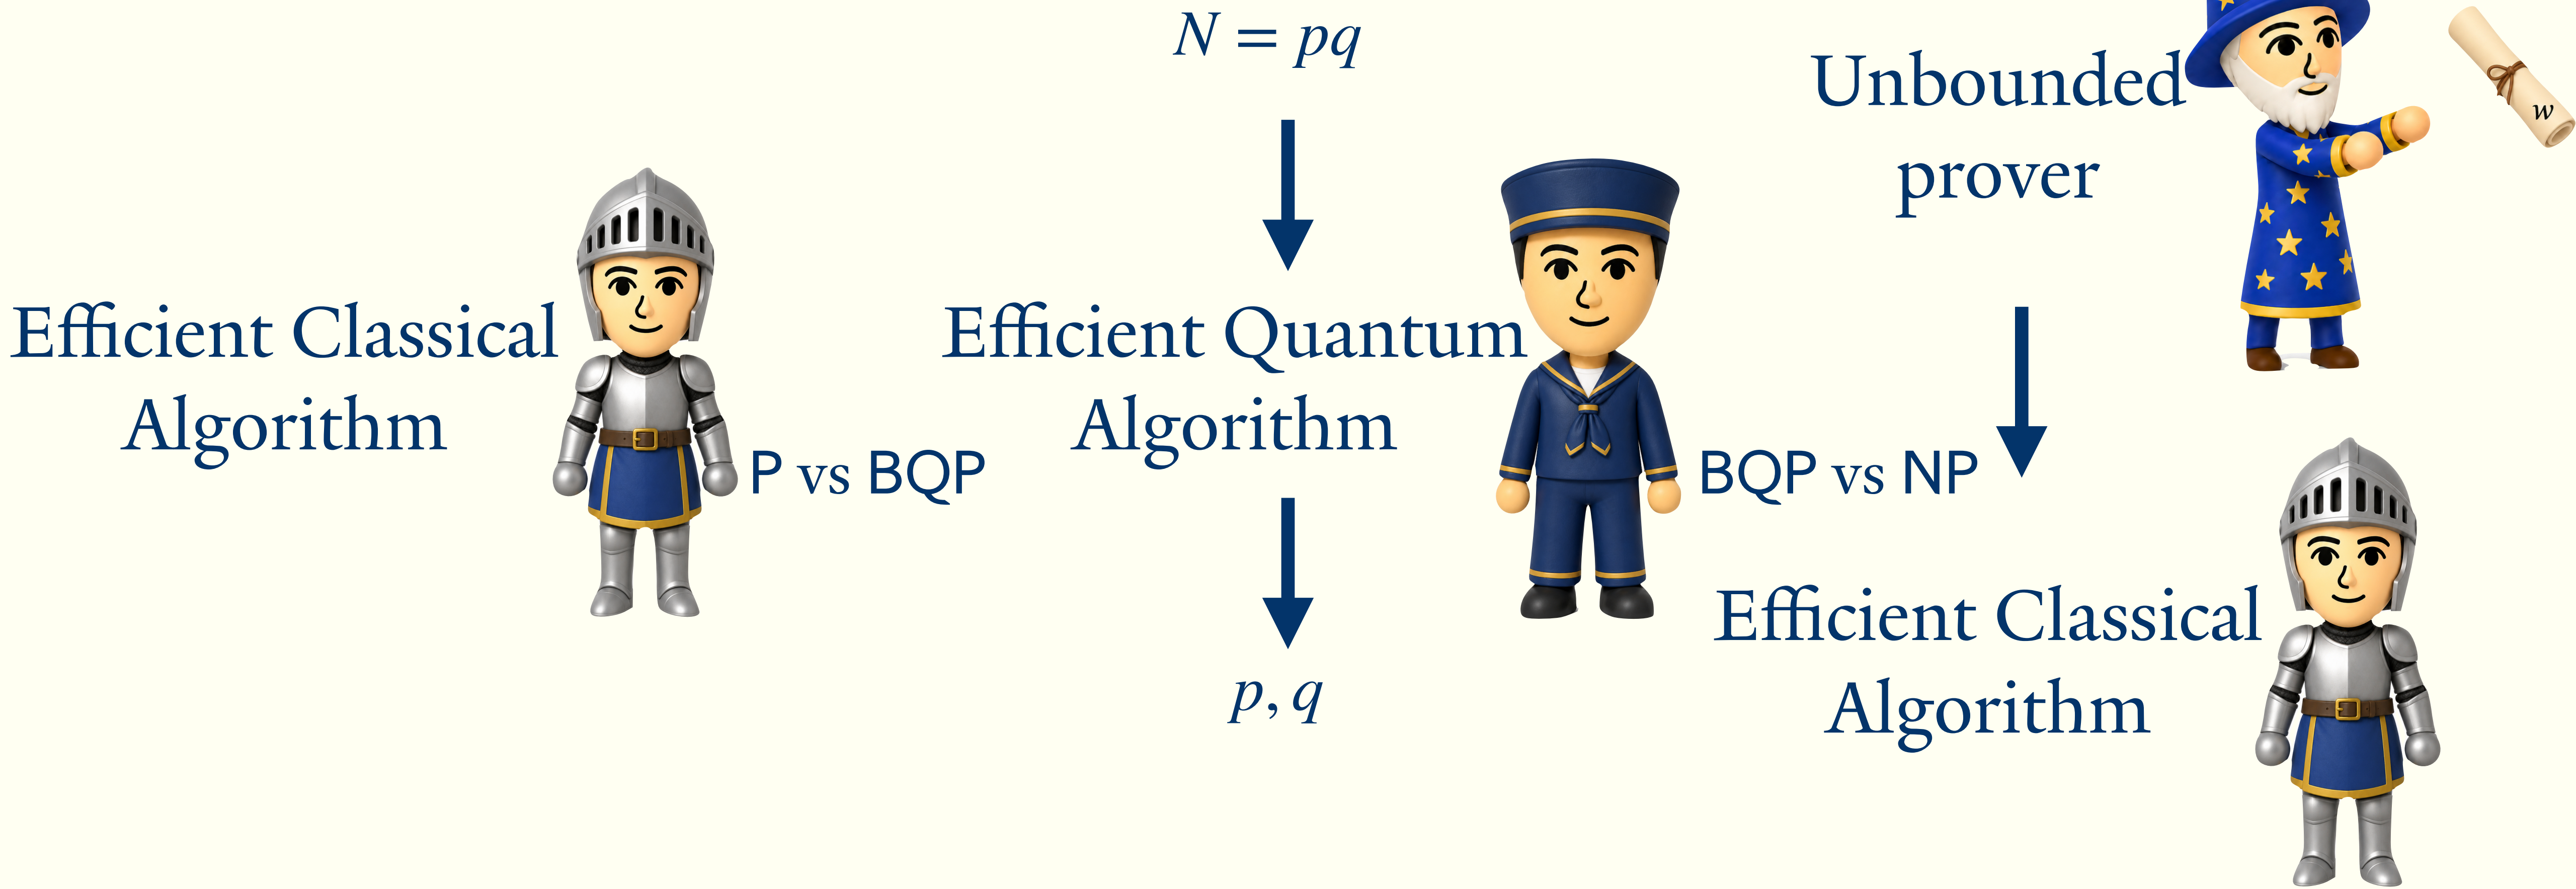 Efficient Classical
Algorithm
P vs BQP
N = pq
Efficient Quantum
Algorithm
p, q
BQP vs NP
Unbounded
prover
w
Efficient Classical
Algorithm